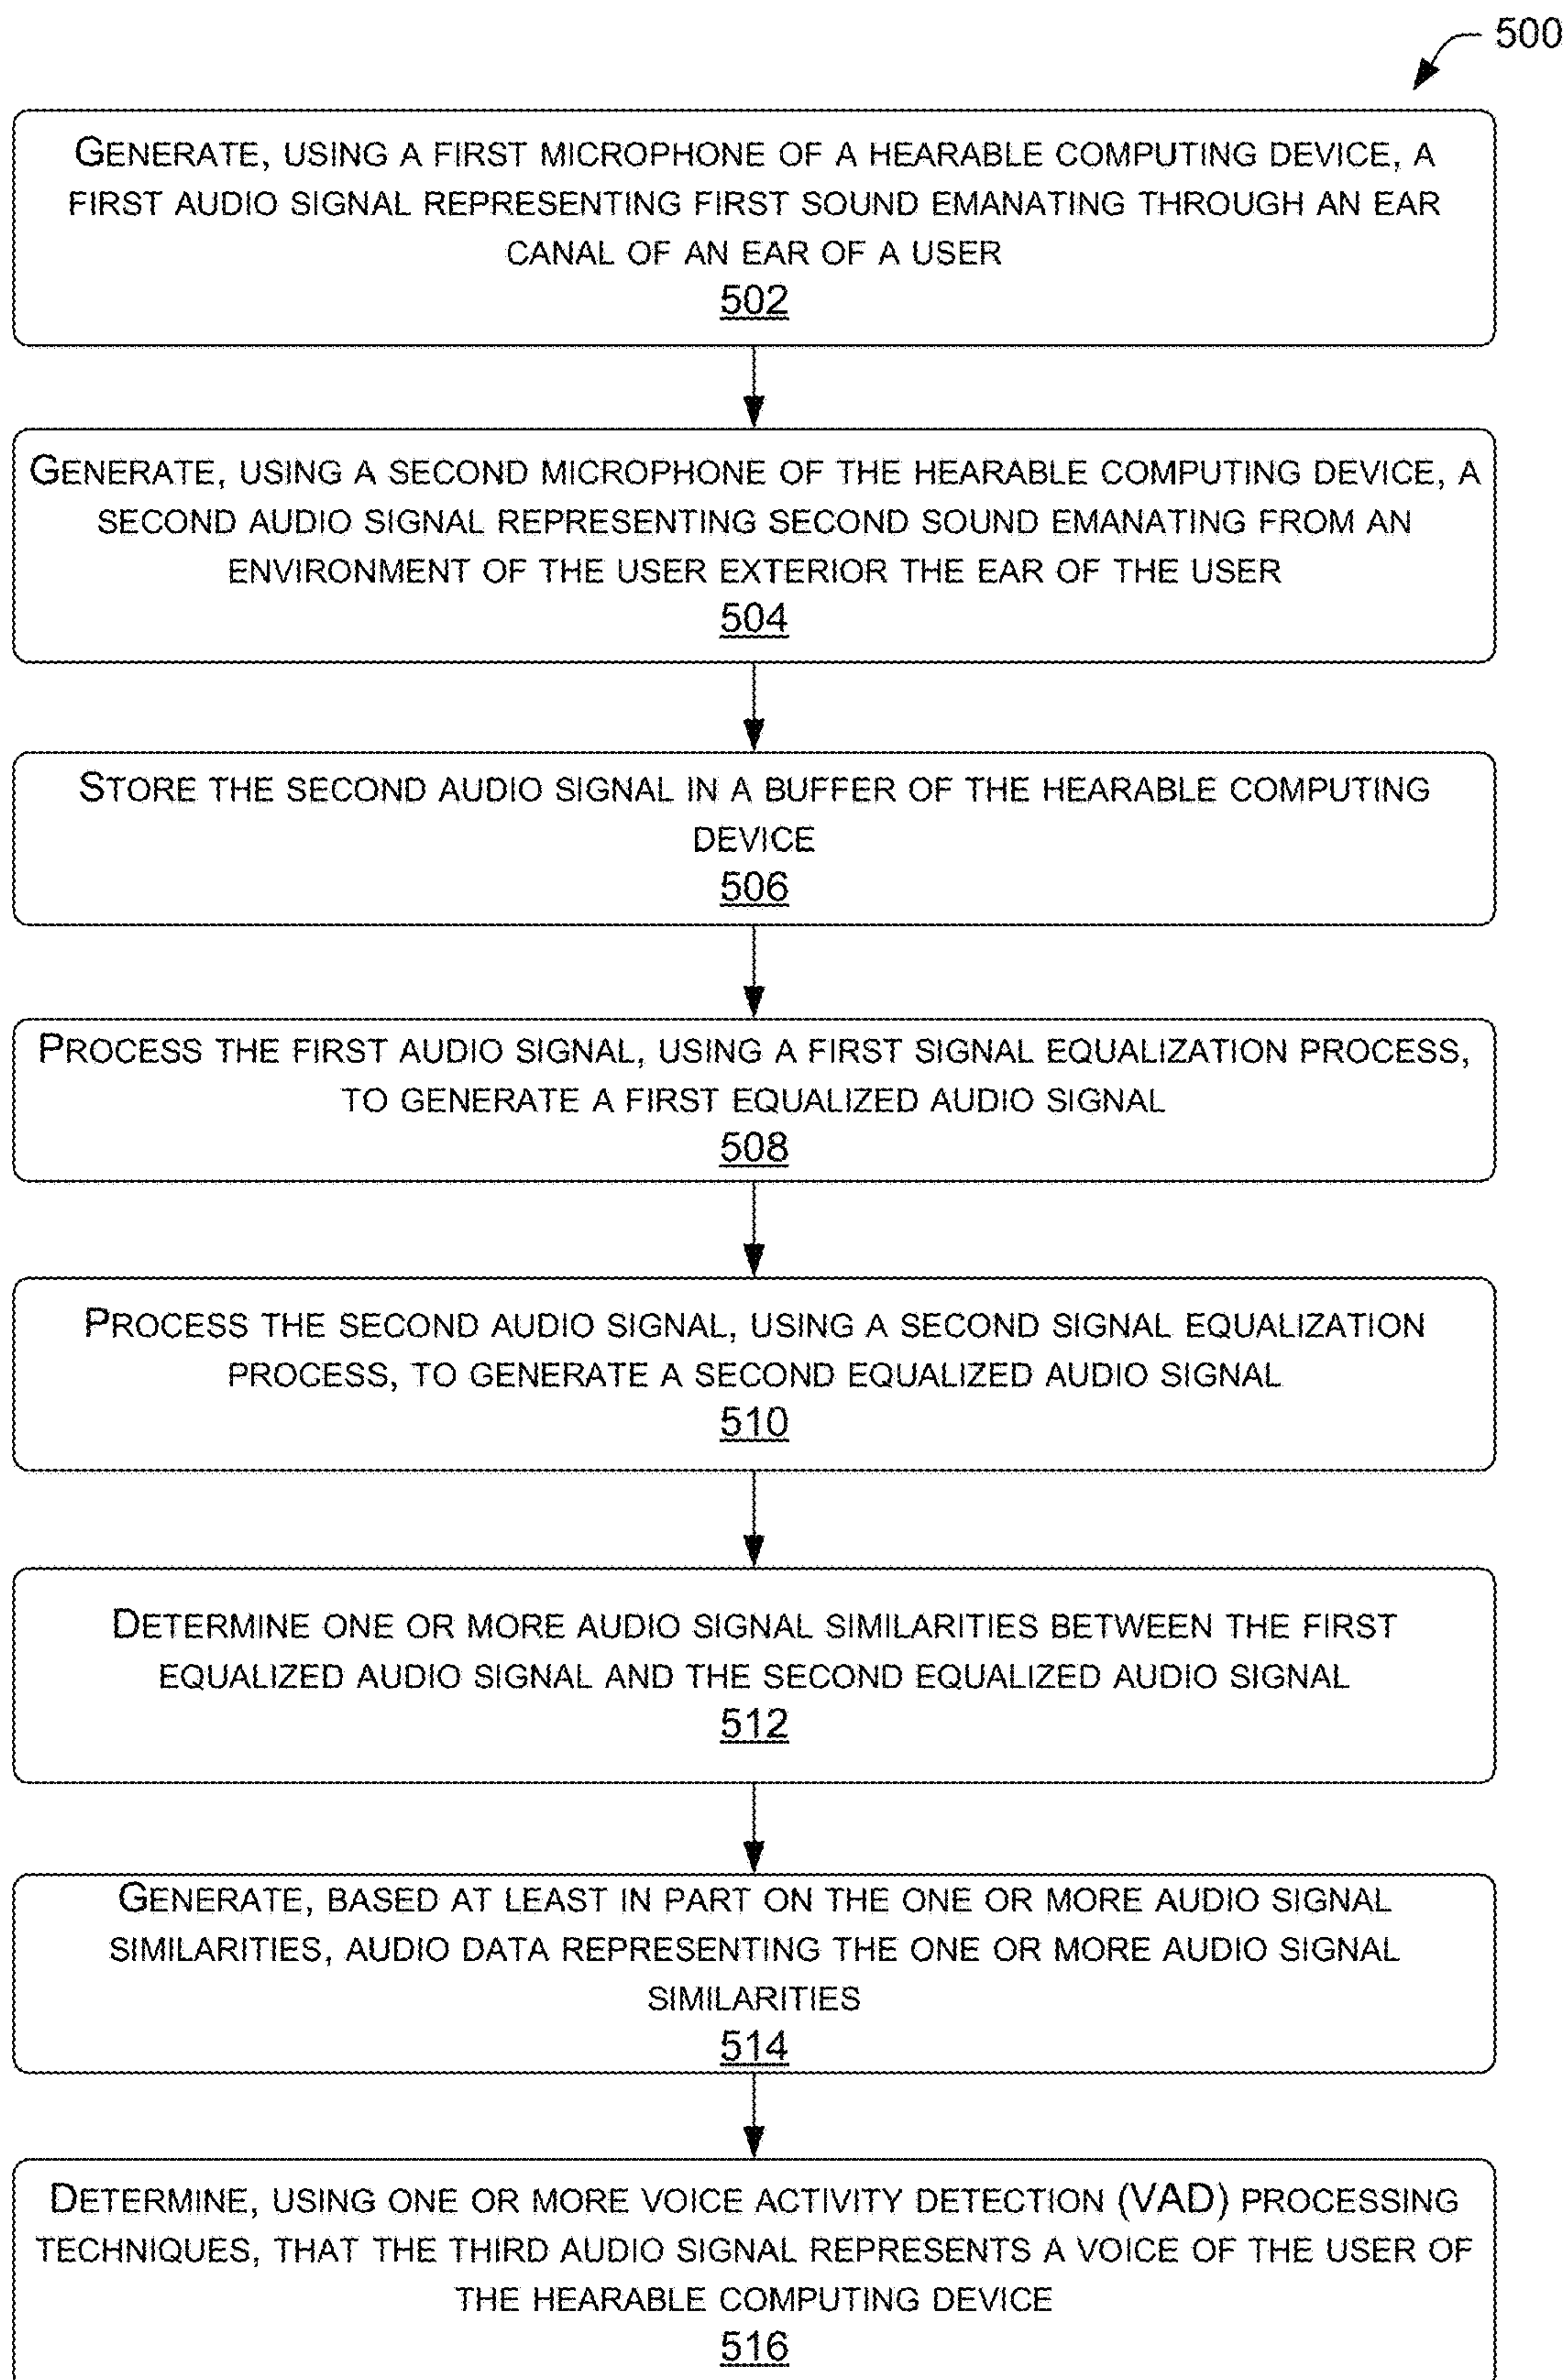 500
GENERATE, USING A FIRST MICROPHONE OF A HEARABLE COMPUTING DEVICE, A
FIRST AUDIO SIGNAL REPRESENTING FIRST SOUND EMANATING THROUGH AN EAR
CANAL OF AN EAR OF A USER
502
GENERATE, USING A SECOND MICROPHONE OF THE HEARABLE COMPUTING DEVICE, A
SECOND AUDIO SIGNAL REPRESENTING SECOND SOUND EMANATING FROM AN
ENVIRONMENT OF THE USER EXTERIOR THE EAR OF THE USER
504
STORE THE SECOND AUDIO SIGNAL IN A BUFFER OF THE HEARABLE COMPUTING
DEVICE
506
PROCESS THE FIRST AUDIO SIGNAL, USING A FIRST SIGNAL EQUALIZATION PROCESS,
TO GENERATE A FIRST EQUALIZED AUDIO SIGNAL
508
PROCESS THE SECOND AUDIO SIGNAL, USING A SECOND SIGNAL EQUALIZATION
PROCESS, TO GENERATE A SECOND EQUALIZED AUDIO SIGNAL
510
DETERMINE ONE OR MORE AUDIO SIGNAL SIMILARITIES BETWEEN THE FIRST
EQUALIZED AUDIO SIGNAL AND THE SECOND EQUALIZED AUDIO SIGNAL
512
GENERATE, BASED AT LEAST IN PART ON THE ONE OR MORE AUDIO SIGNAL
SIMILARITIES, AUDIO DATA REPRESENTING THE ONE OR MORE AUDIO SIGNAL
SIMILARITIES
514
DETERMINE, USING ONE OR MORE VOICE ACTIVITY DETECTION (VAD) PROCESSING
TECHNIQUES, THAT THE THIRD AUDIO SIGNAL REPRESENTS A VOICE OF THE USER OF
THE HEARABLE COMPUTING DEVICE
516